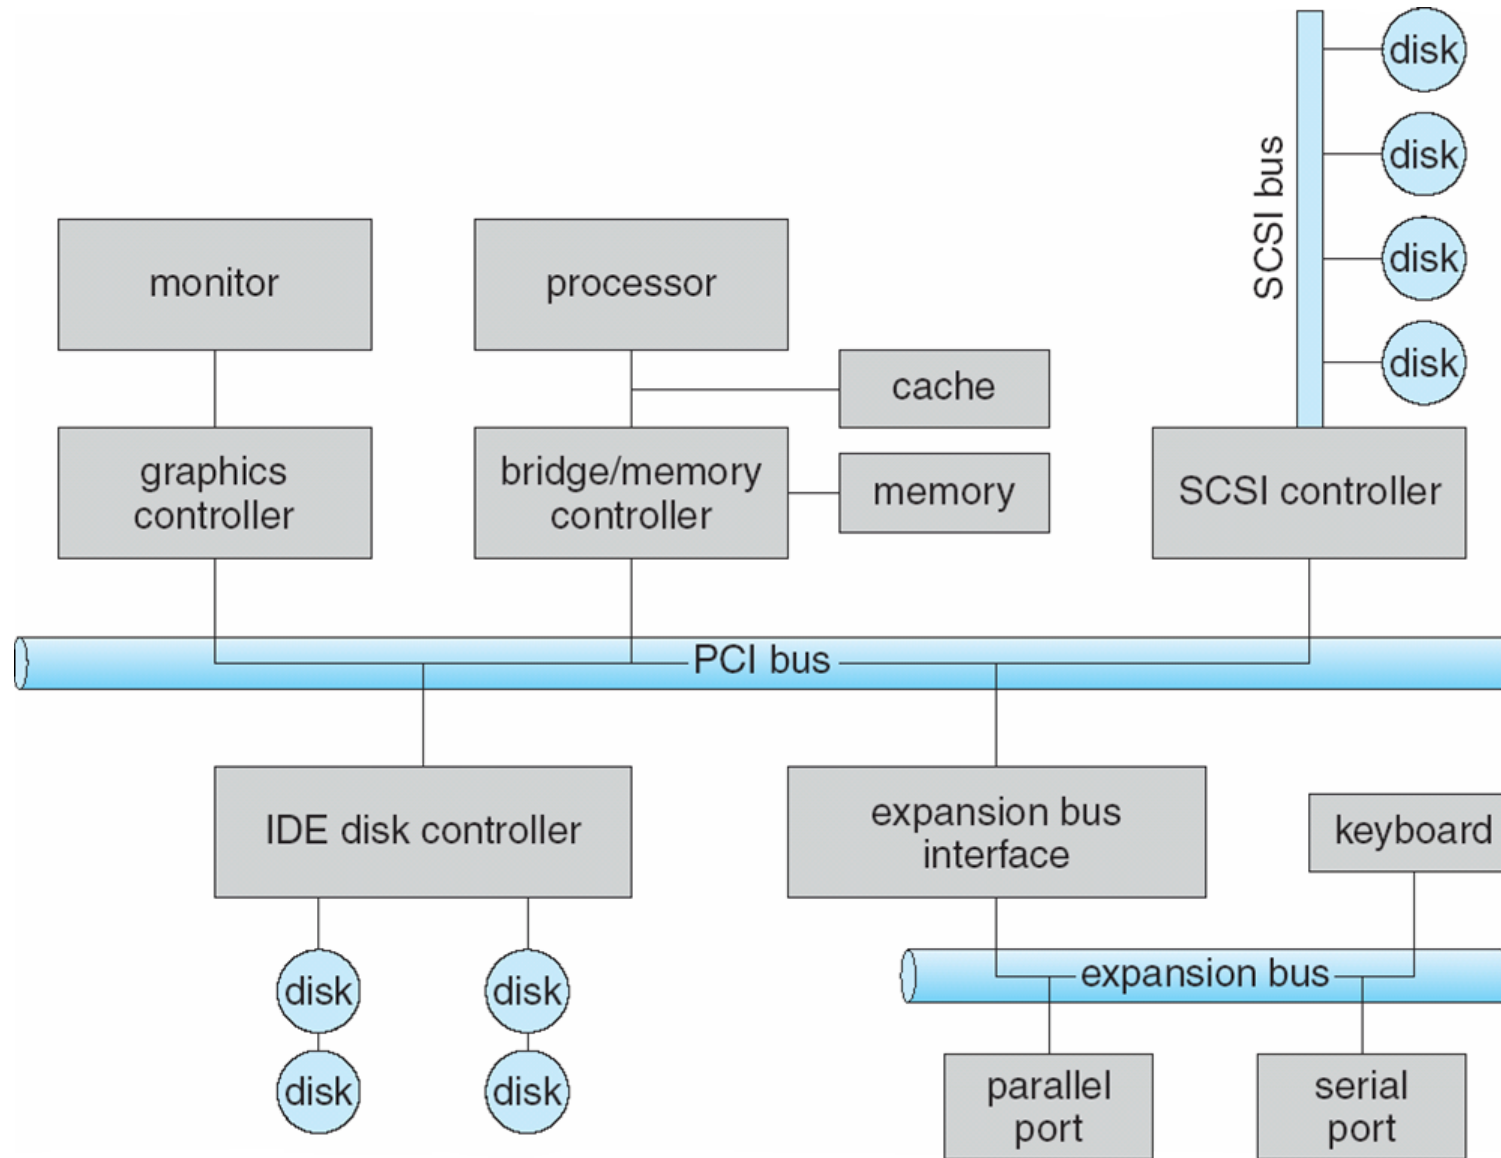 disk
disk
SCSI bus
disk
disk
monitor
processor
cache
graphics
controller
bridge/memory
controller
memory
SCSI controller
PCI bus
IDE disk controller
expansion bus
interface
keyboard
disk
disk
expansion bus
disk
disk
parallel
port
serial
port